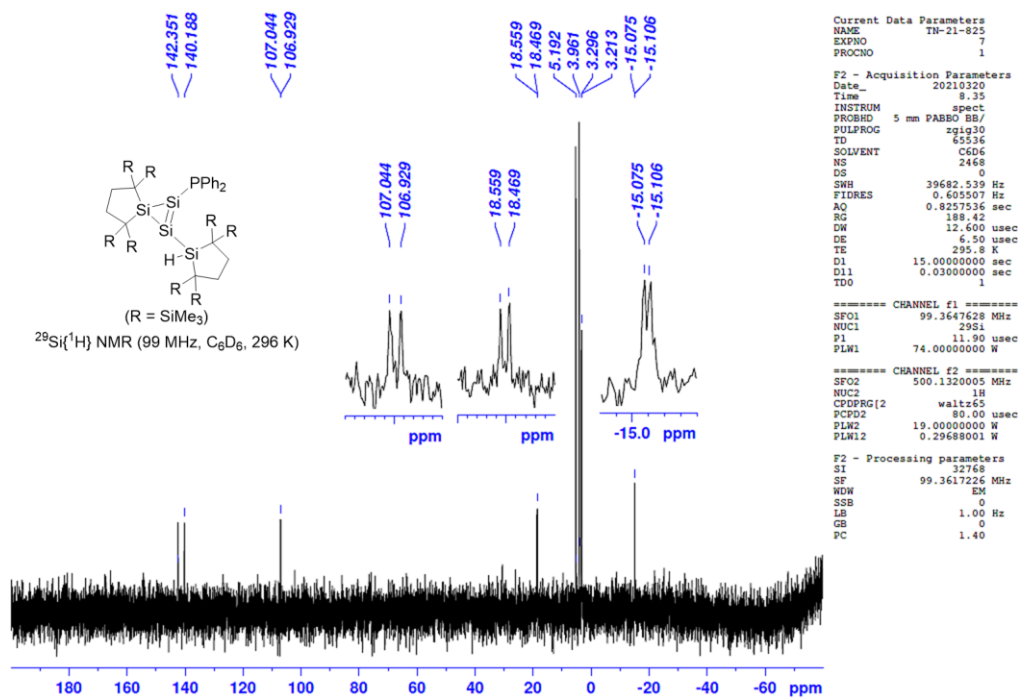 142.351
140.188
107.044
106.929
18.559
18.469
5.192
3.961
3.296
3.213
-15.075
-15.106
R R
PPh2
Si Si
Si
R R
R R
H Si
R R
(R = SiMe3)
29Si{1H} NMR (99 MHz, C6D6, 296 K)
107.044
106.929
18.559
18.469
-15.075
-15.106
ppm
ppm
-15.0 ppm
180 160 140 120 100 80 60 40 20 0 -20 -40 -60 ppm
Current Data Parameters
NAME TN-21-825
EXPNO 7
PROCNO 1
F2 - Acquisition Parameters
Date_ 20210320
Time 8.35
INSTRUM spect
PROBHD 5 mm PABBO BB/
PULPROG zgig30
TD 65536
SOLVENT C6D6
NS 2468
DS 0
SWH 39682.539 Hz
FIDRES 0.605507 Hz
AQ 0.8257536 sec
RG 188.42
DW 12.600 usec
DE 6.50 usec
TE 295.8 K
D1 15.00000000 sec
D11 0.03000000 sec
TD0 1
======== CHANNEL f1 ========
SFO1 99.3647628 MHz
NUC1 29Si
P1 11.90 usec
PLW1 74.00000000 W
======== CHANNEL f2 ========
SFO2 500.1320005 MHz
NUC2 1H
CPDPRG[2 waltz65
PCPD2 80.00 usec
PLW2 19.00000000 W
PLW12 0.29688001 W
F2 - Processing parameters
SI 32768
SF 99.3617226 MHz
WDW EM
SSB 0
LB 1.00 Hz
GB 0
PC 1.40